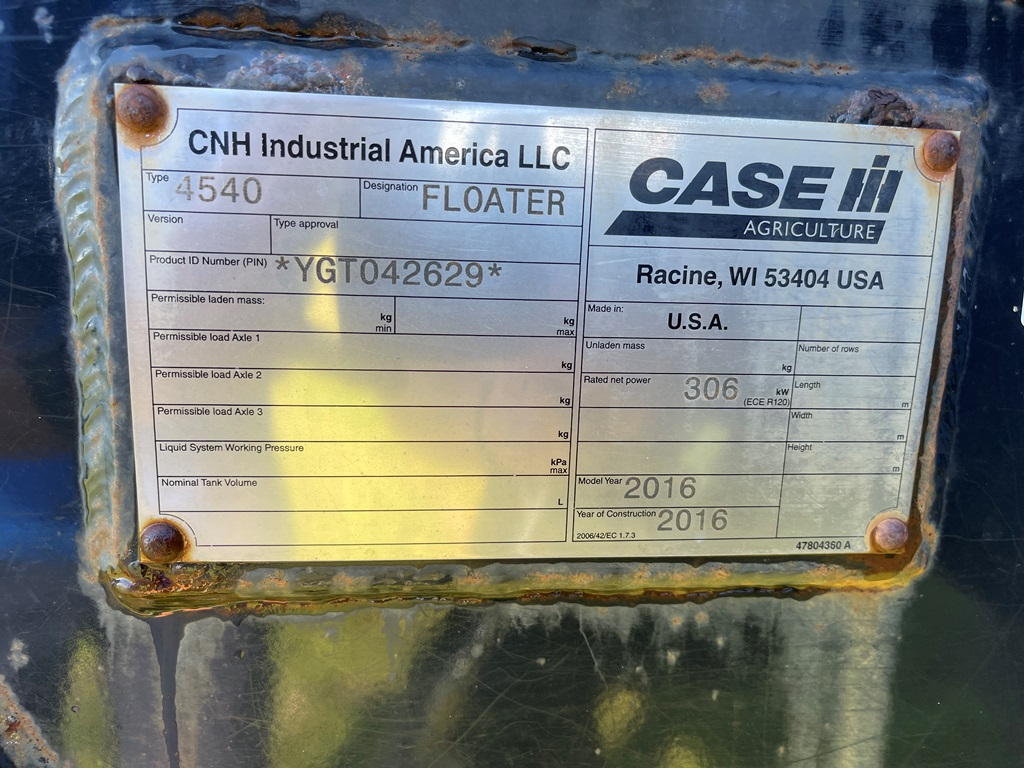 CNH Industrial America LLC
Type 4540 Designation FLOATER
Version Type approval
Product ID Number (PIN) *YGT042629*
Permissible laden mass: kg min kg max
Permissible load Axle 1 kg
Permissible load Axle 2 kg
Permissible load Axle 3 kg
Liquid System Working Pressure kPa max
Nominal Tank Volume L
CASE IH
AGRICULTURE
Racine, WI 53404 USA
Made in: U.S.A.
Unladen mass kg Number of rows
Rated net power 306 kW (ECE R120) Length m
Width m
Height m
Model Year 2016
Year of Construction 2016
2006/42/EC 1.7.3
47804360 A